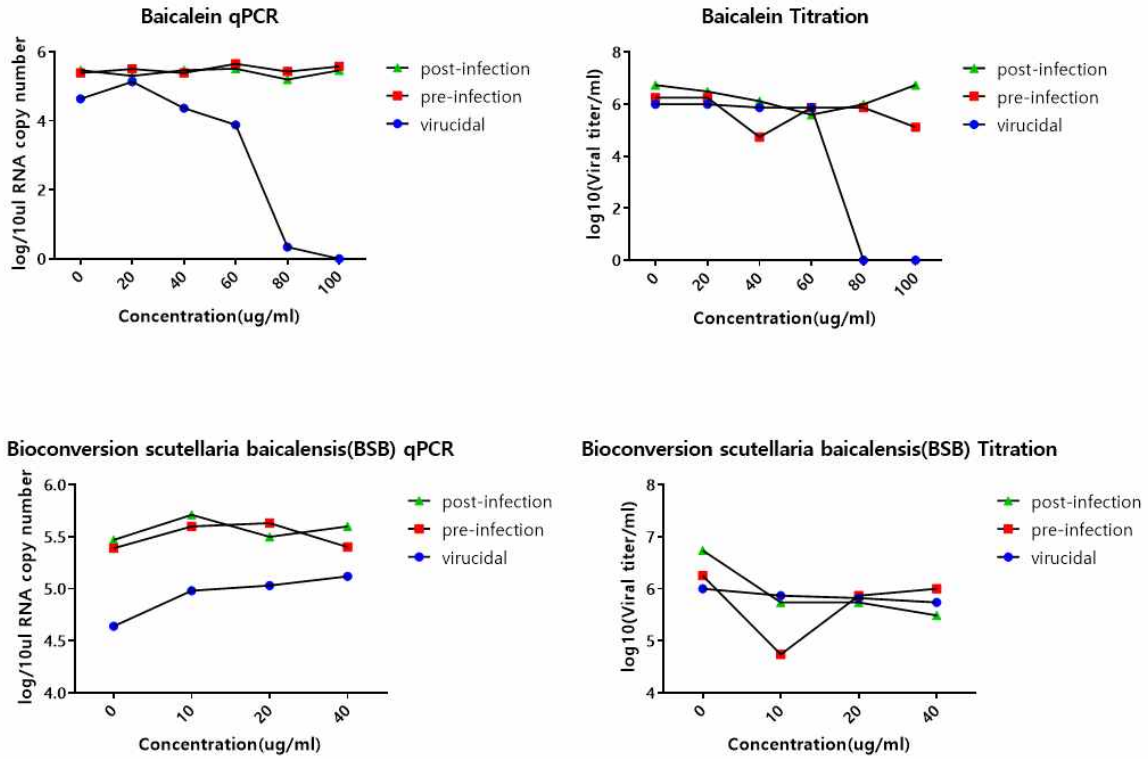 Baicalein qPCR
log/10ul RNA copy number
6
4
2
0
0
20
40
60
80
100
Concentration(ug/ml)
post-infection
pre-infection
virucidal
Baicalein Titration
log10(Viral titer/ml)
8
6
4
2
0
0
20
40
60
80
100
Concentration(ug/ml)
post-infection
pre-infection
virucidal
Bioconversion scutellaria baicalensis(BSB) qPCR
log/10ul RNA copy number
6.0
5.5
5.0
4.5
4.0
0
10
20
40
Concentration(ug/ml)
post-infection
pre-infection
virucidal
Bioconversion scutellaria baicalensis(BSB) Titration
log10(Viral titer/ml)
8
7
6
5
4
0
10
20
40
Concentration(ug/ml)
post-infection
pre-infection
virucidal